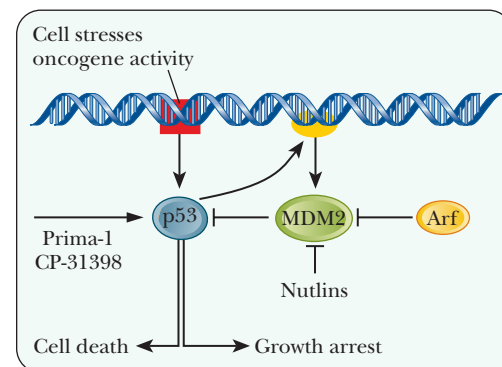 Cell stresses
oncogene activity
p53
MDM2
Arf
Prima-1
CP-31398
Nutlins
Cell death
Growth arrest